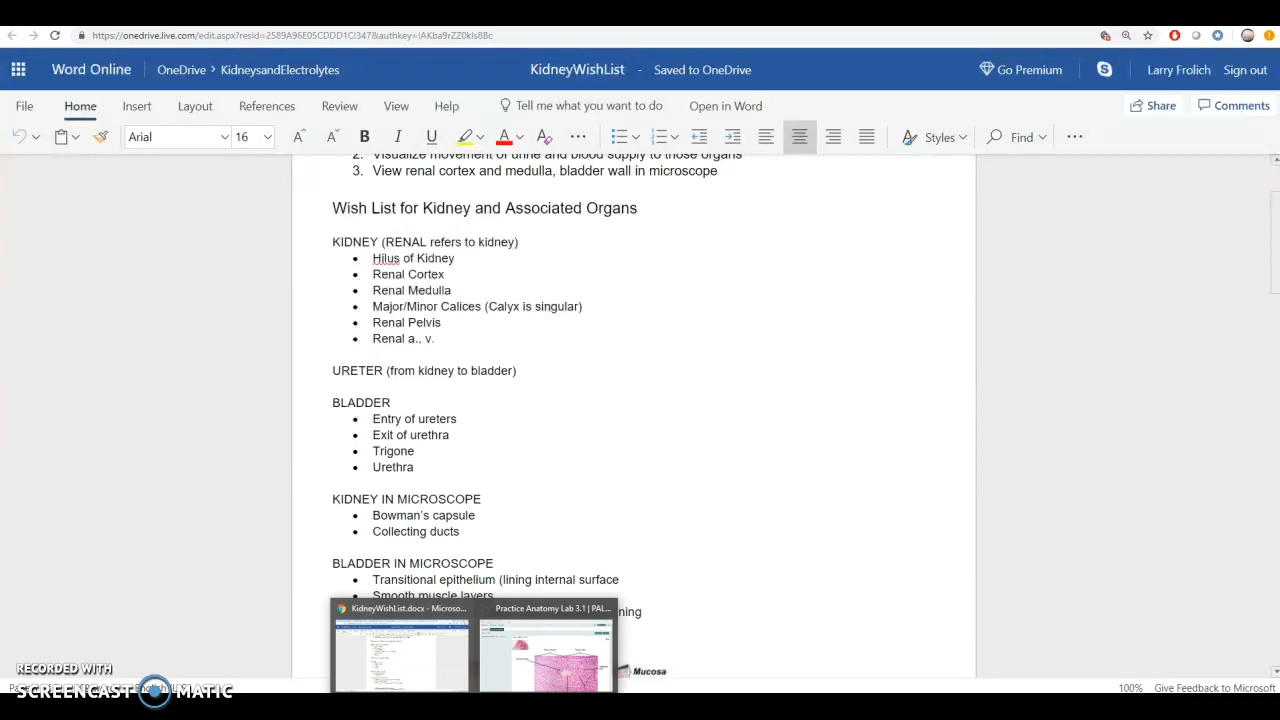 https://onedrive.live.com/edit.aspx?resid=2589A96E05CDDD1C!347&authkey=!AKba9rZZ0kIs8Bc
Word Online OneDrive > KidneysandElectrolytes KidneyWishList - Saved to OneDrive Go Premium Larry Frolich Sign out
File Home Insert Layout References Review View Help Tell me what you want to do Open in Word Share Comments
Arial 16 B I U A Styles Find
2. Visualize movement of urine and blood supply to those organs
3. View renal cortex and medulla, bladder wall in microscope
Wish List for Kidney and Associated Organs
KIDNEY (RENAL refers to kidney)
• Hilus of Kidney
• Renal Cortex
• Renal Medulla
• Major/Minor Calices (Calyx is singular)
• Renal Pelvis
• Renal a., v.
URETER (from kidney to bladder)
BLADDER
• Entry of ureters
• Exit of urethra
• Trigone
• Urethra
KIDNEY IN MICROSCOPE
• Bowman's capsule
• Collecting ducts
BLADDER IN MICROSCOPE
• Transitional epithelium (lining internal surface
• Smooth muscle layers
KidneyWishList.docx - Microso... Practice Anatomy Lab 3.1 | PAL...
Mucosa
RECORDED WITH
SCREENCAST MATIC
100% Give Feedback to Microsoft